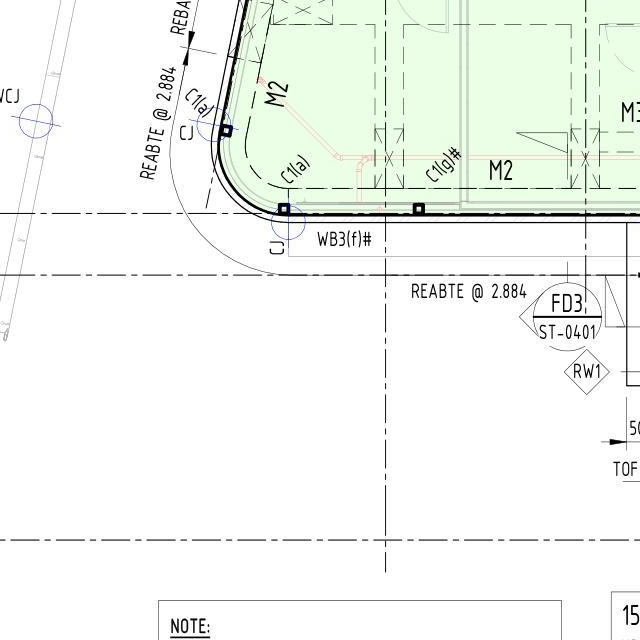 REBA
REABTE @ 2.884
WCJ
C1(a)
CJ
M2
M3
C1(a)
C1(g)#
M2
CJ
WB3(f)#
REABTE @ 2.884
FD3
ST-0401
RW1
50
TOF
NOTE:
15